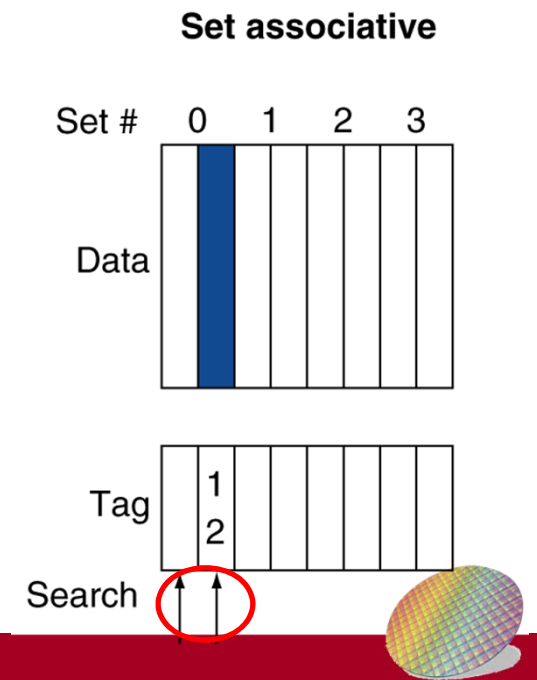 Set associative
Set # 0 1 2 3
Data
Tag
1
2
Search